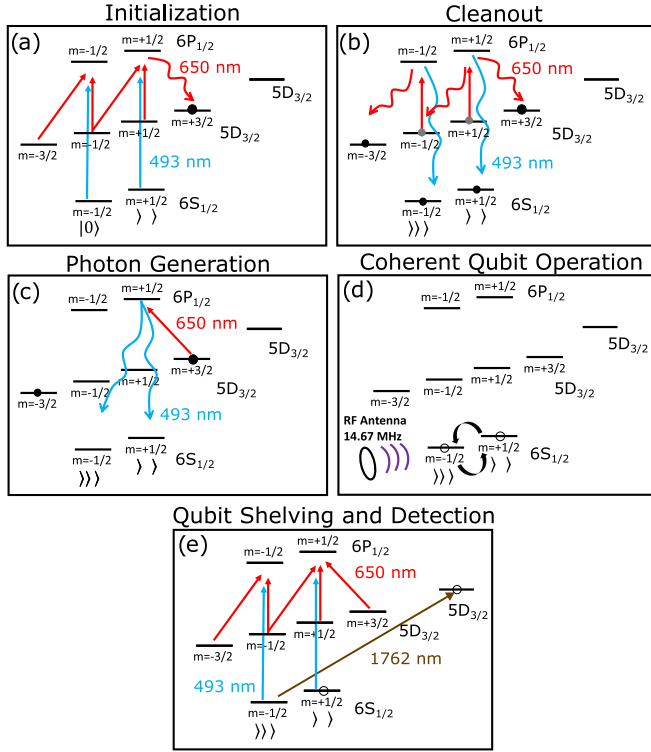 Initialization
(a)
m=-1/2
m=+1/2
6P1/2
650 nm
5D3/2
m=+3/2
m=-3/2
m=-1/2
m=+1/2
5D3/2
493 nm
m=-1/2
m=+1/2
6S1/2
|0⟩
⟩ ⟩
Cleanout
(b)
m=-1/2
m=+1/2
6P1/2
650 nm
5D3/2
m=+3/2
m=-3/2
m=-1/2
m=+1/2
5D3/2
493 nm
m=-1/2
m=+1/2
6S1/2
⟩⟩⟩
⟩ ⟩
Photon Generation
(c)
m=-1/2
m=+1/2
6P1/2
650 nm
5D3/2
m=+3/2
m=-3/2
m=-1/2
m=+1/2
5D3/2
493 nm
m=-1/2
m=+1/2
6S1/2
⟩⟩⟩
⟩ ⟩
Coherent Qubit Operation
(d)
m=-1/2
m=+1/2
6P1/2
5D3/2
m=+3/2
m=-3/2
m=-1/2
m=+1/2
5D3/2
RF Antenna
14.67 MHz
m=-1/2
m=+1/2
6S1/2
⟩⟩⟩
⟩ ⟩
Qubit Shelving and Detection
(e)
m=-1/2
m=+1/2
6P1/2
650 nm
5D3/2
m=+3/2
m=-3/2
m=-1/2
m=+1/2
5D3/2
1762 nm
493 nm
m=-1/2
m=+1/2
6S1/2
⟩⟩⟩
⟩ ⟩